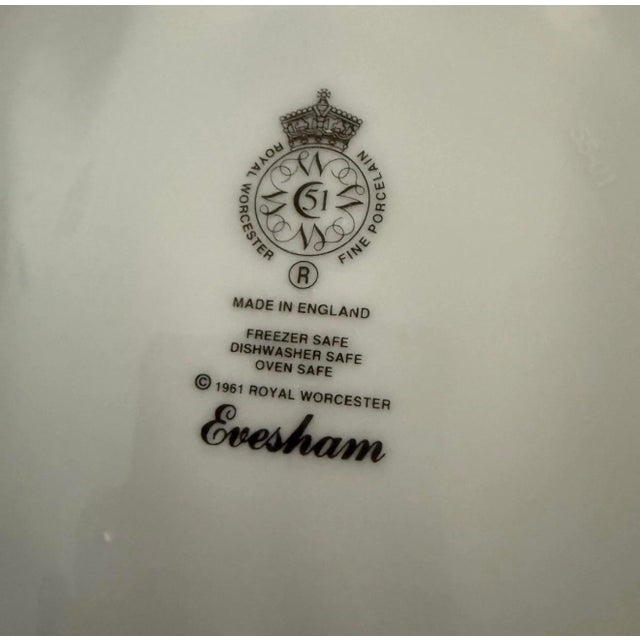 ROYAL WORCESTER
FINE PORCELAIN
51
R
MADE IN ENGLAND
FREEZER SAFE
DISHWASHER SAFE
OVEN SAFE
© 1961 ROYAL WORCESTER
Evesham